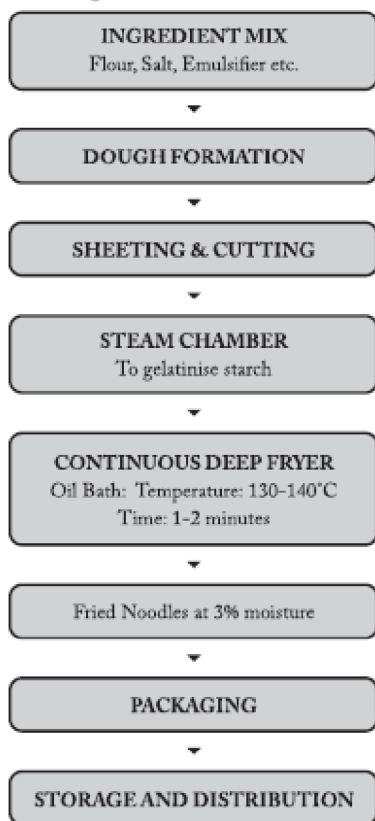 INGREDIENT MIX
Flour, Salt, Emulsifier etc.
DOUGH FORMATION
SHEETING & CUTTING
STEAM CHAMBER
To gelatinise starch
CONTINUOUS DEEP FRYER
Oil Bath: Temperature: 130-140°C
Time: 1-2 minutes
Fried Noodles at 3% moisture
PACKAGING
STORAGE AND DISTRIBUTION